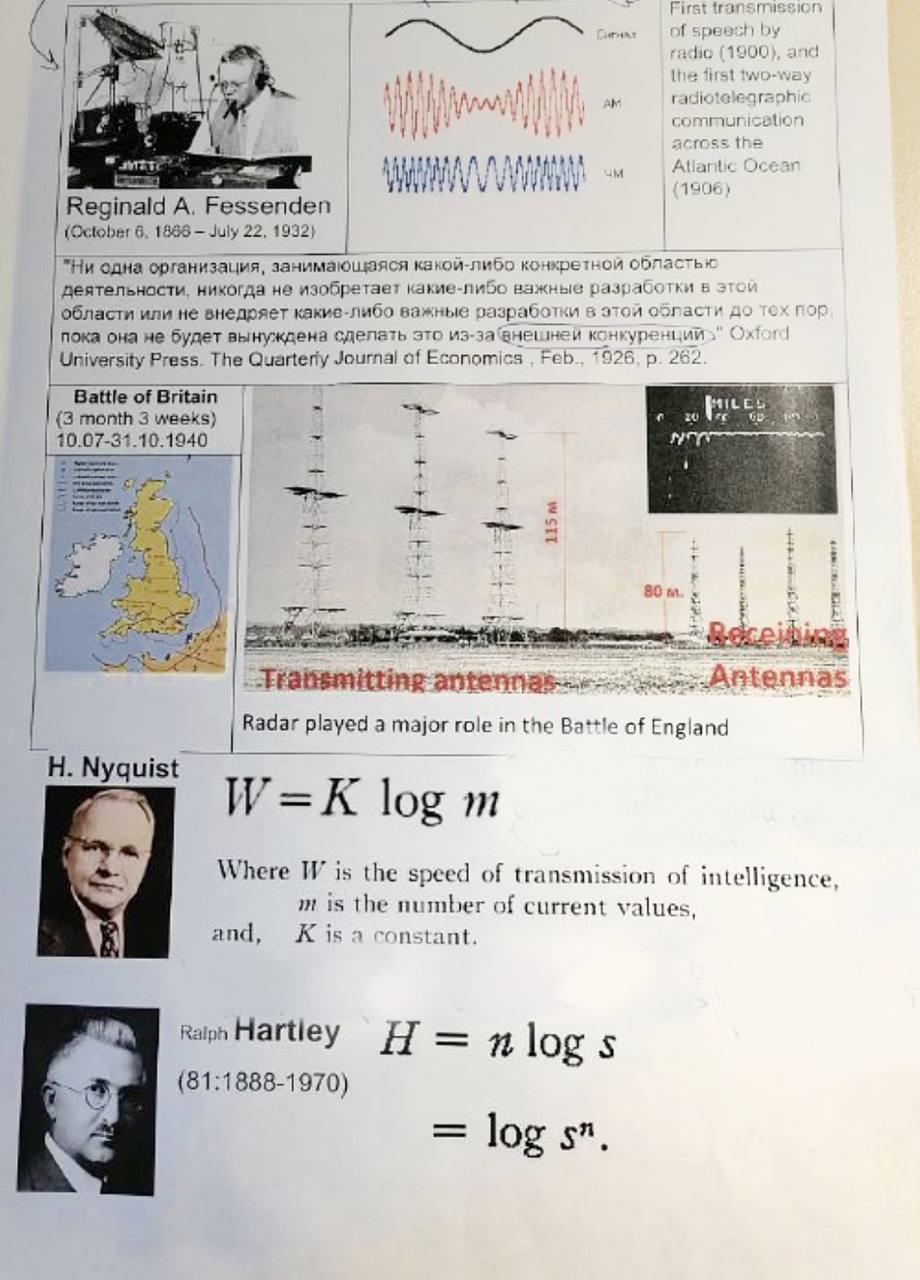 First transmission
of speech by
radio (1900), and
the first two-way
radiotelegraphic
communication
across the
Atlantic Ocean
(1906)
Сигнал
АМ
ЧМ
Reginald A. Fessenden
(October 6, 1866 – July 22, 1932)
"Ни одна организация, занимающаяся какой-либо конкретной областью
деятельности, никогда не изобретает какие-либо важные разработки в этой
области или не внедряет какие-либо важные разработки в этой области до тех пор,
пока она не будет вынуждена сделать это из-за внешней конкуренций." Oxford
University Press. The Quarterly Journal of Economics , Feb., 1926, p. 262.
Battle of Britain
(3 month 3 weeks)
10.07-31.10.1940
MILES
0 20
115 м
80 м.
Transmitting antennas
Receining
Antennas
Radar played a major role in the Battle of England
H. Nyquist
W = K log m
Where W is the speed of transmission of intelligence,
m is the number of current values,
and, K is a constant.
Ralph Hartley
(81:1888-1970)
H = n log s
= log sⁿ.